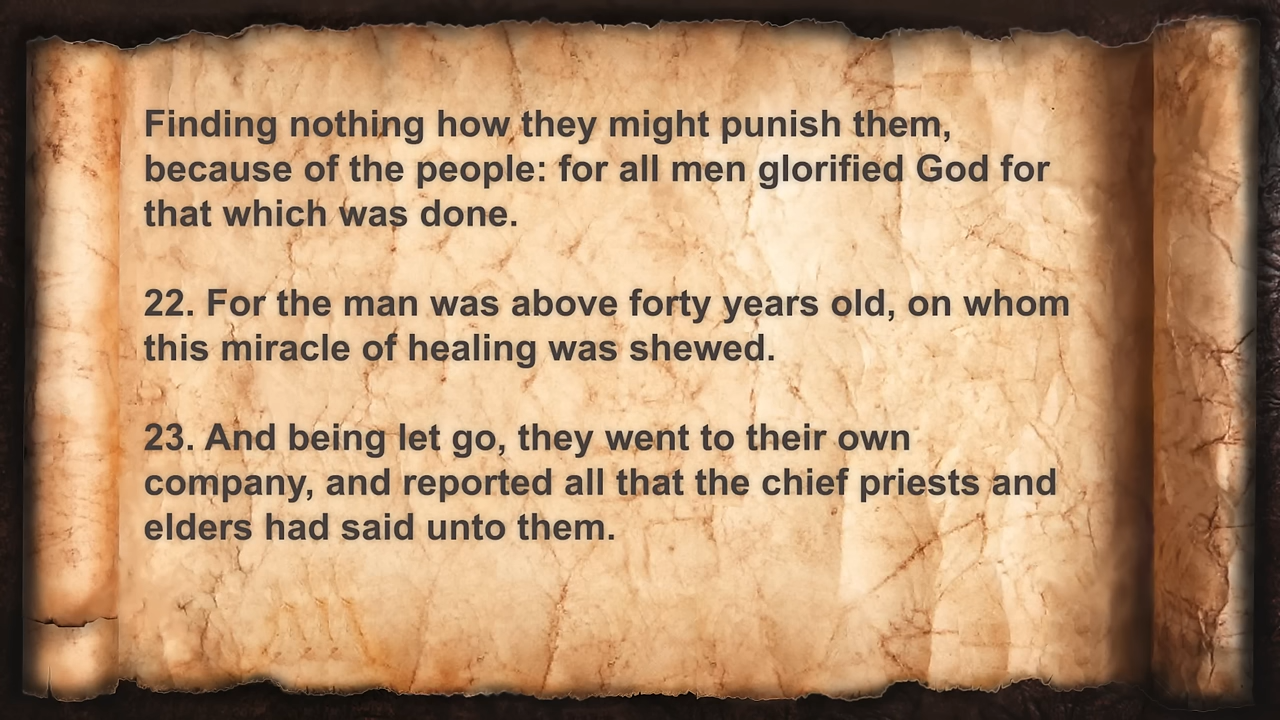 Finding nothing how they might punish them,
because of the people: for all men glorified God for
that which was done.
22. For the man was above forty years old, on whom
this miracle of healing was shewed.
23. And being let go, they went to their own
company, and reported all that the chief priests and
elders had said unto them.